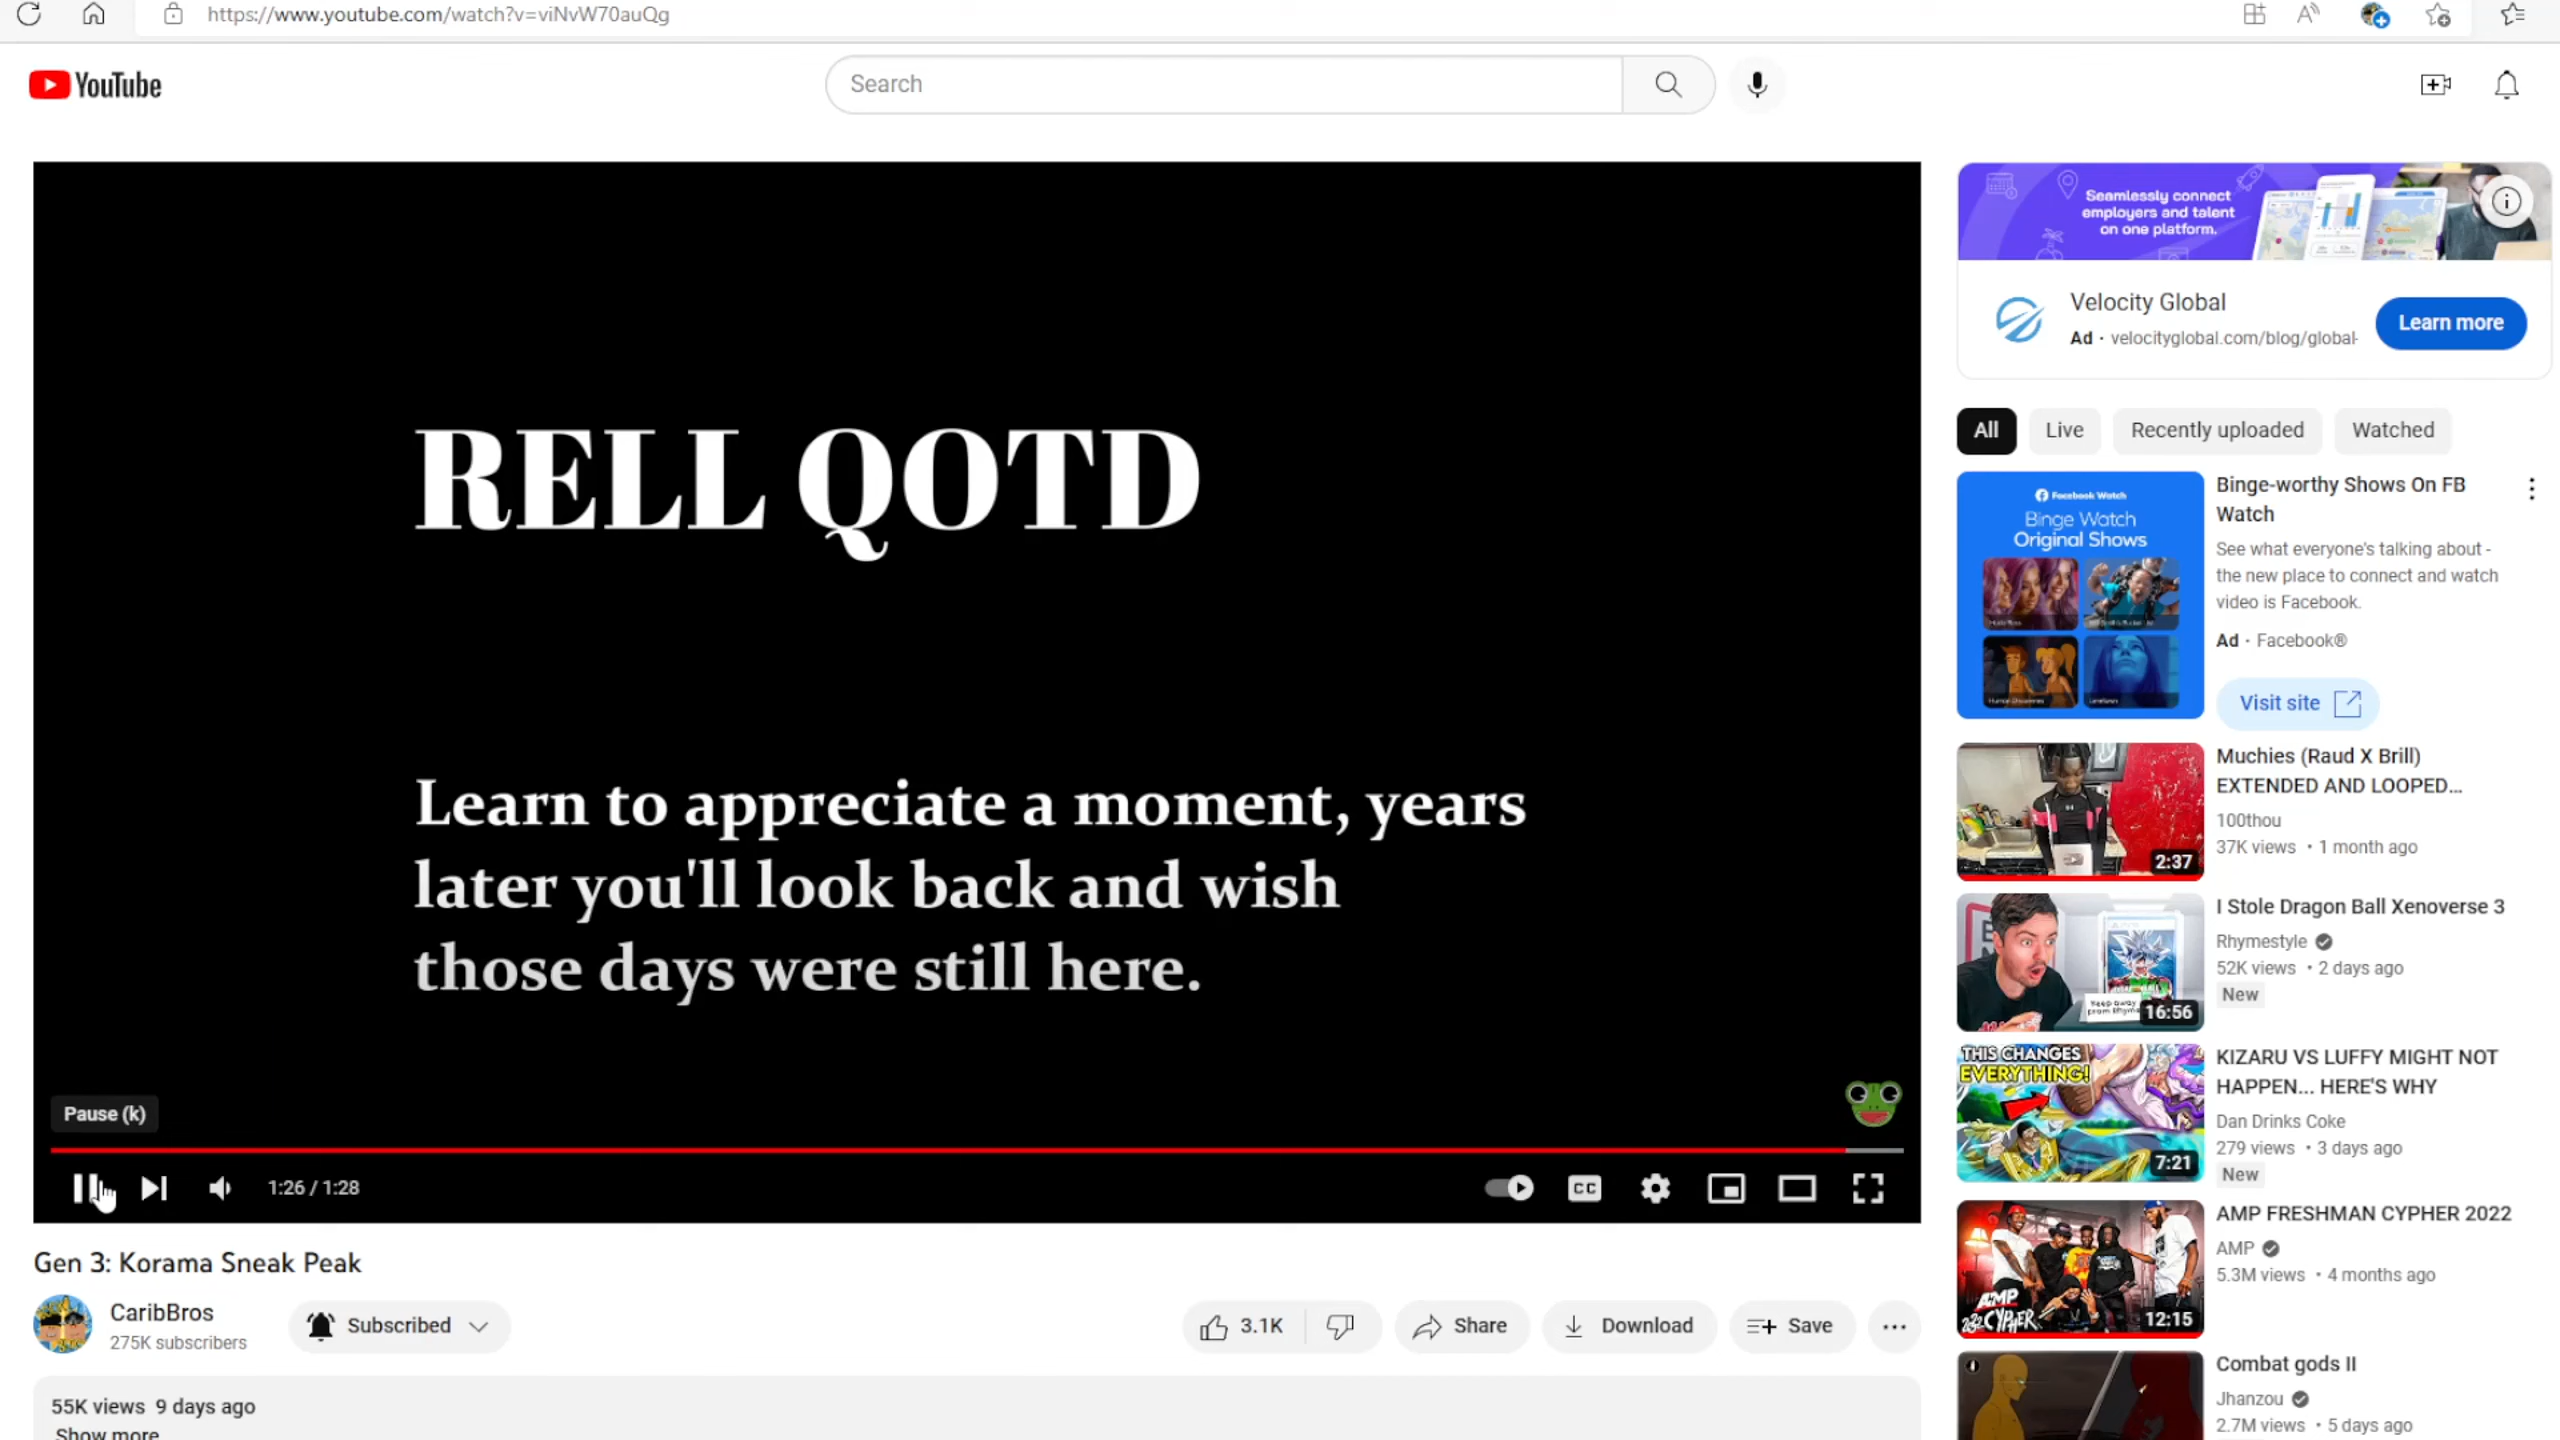 https://www.youtube.com/watch?v=viNvW70auQg
YouTube
Search
RELL QOTD
Learn to appreciate a moment, years
later you'll look back and wish
those days were still here.
Pause (k)
1:26 / 1:28
CC
Gen 3: Korama Sneak Peak
CaribBros
275K subscribers
Subscribed
3.1K
Share
Download
Save
55K views 9 days ago
Show more
Seamlessly connect
employers and talent
on one platform.
Velocity Global
Ad · velocityglobal.com/blog/global-
Learn more
All
Live
Recently uploaded
Watched
Facebook Watch
Binge Watch
Original Shows
Binge-worthy Shows On FB
Watch
See what everyone's talking about -
the new place to connect and watch
video is Facebook.
Ad · Facebook®
Visit site
2:37
Muchies (Raud X Brill)
EXTENDED AND LOOPED...
100thou
37K views • 1 month ago
Keep away
from Rhyme
16:56
I Stole Dragon Ball Xenoverse 3
Rhymestyle
52K views • 2 days ago
New
THIS CHANGES
EVERYTHING!
7:21
KIZARU VS LUFFY MIGHT NOT
HAPPEN... HERE'S WHY
Dan Drinks Coke
279 views • 3 days ago
New
AMP
CYPHER
12:15
AMP FRESHMAN CYPHER 2022
AMP
5.3M views • 4 months ago
Combat gods II
Jhanzou
2.7M views • 5 days ago